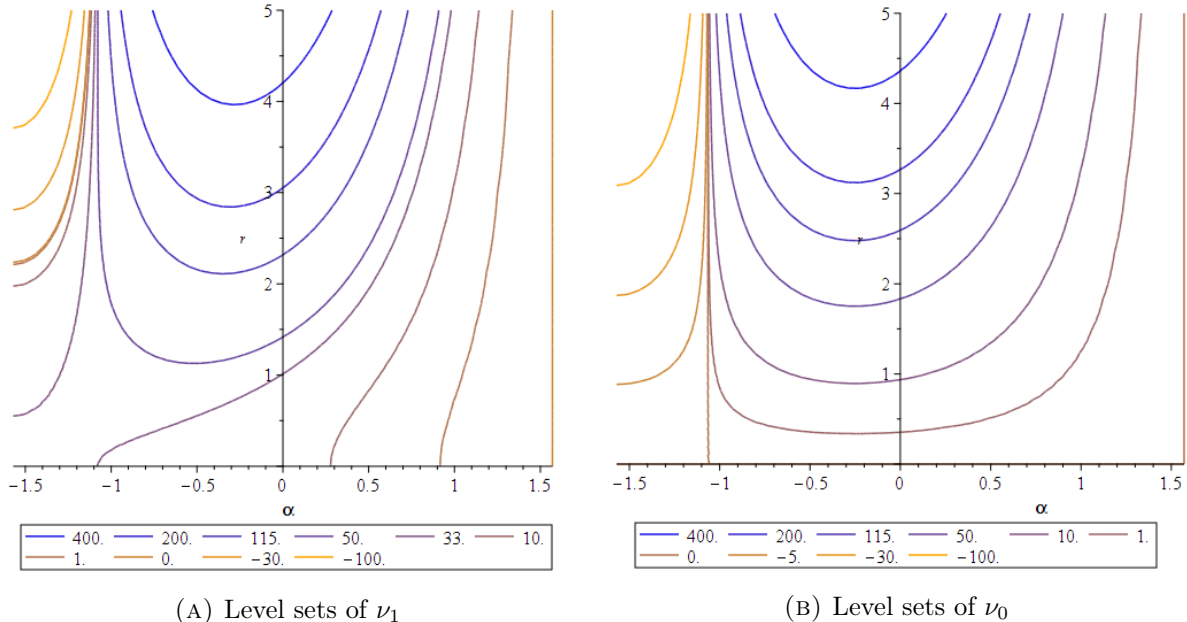 5
4
3
r
2
1
−1.5 −1 −0.5 0 0.5 1 1.5
α
400. 200. 115. 50. 33. 10.
1. 0. −30. −100.
(A) Level sets of ν₁
5
4
3
r
2
1
−1.5 −1 −0.5 0 0.5 1 1.5
α
400. 200. 115. 50. 10. 1.
0. −5. −30. −100.
(B) Level sets of ν₀